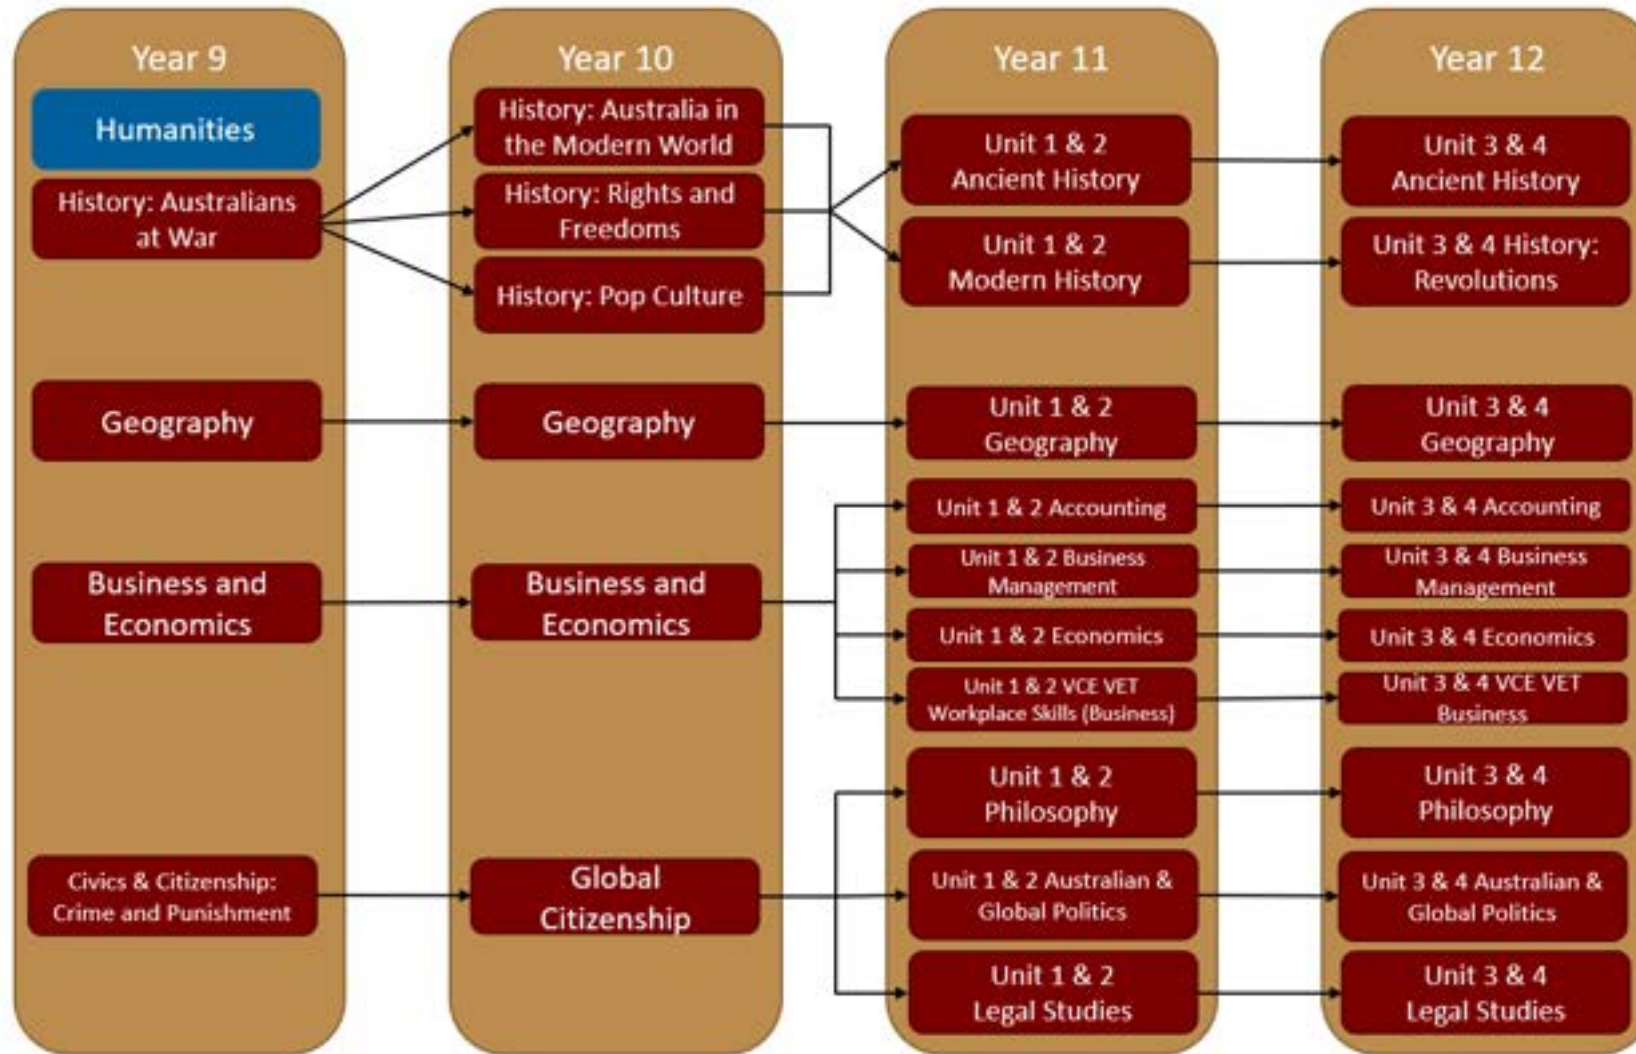 Year 9
Humanities
History: Australians
at War
Geography
Business and
Economics
Civics & Citizenship:
Crime and Punishment
Year 10
History: Australia in
the Modern World
History: Rights and
Freedoms
History: Pop Culture
Geography
Business and
Economics
Global
Citizenship
Year 11
Unit 1 & 2
Ancient History
Unit 1 & 2
Modern History
Unit 1 & 2
Geography
Unit 1 & 2 Accounting
Unit 1 & 2 Business
Management
Unit 1 & 2 Economics
Unit 1 & 2 VCE VET
Workplace Skills (Business)
Unit 1 & 2
Philosophy
Unit 1 & 2 Australian &
Global Politics
Unit 1 & 2
Legal Studies
Year 12
Unit 3 & 4
Ancient History
Unit 3 & 4 History:
Revolutions
Unit 3 & 4
Geography
Unit 3 & 4 Accounting
Unit 3 & 4 Business
Management
Unit 3 & 4 Economics
Unit 3 & 4 VCE VET
Business
Unit 3 & 4
Philosophy
Unit 3 & 4 Australian &
Global Politics
Unit 3 & 4
Legal Studies